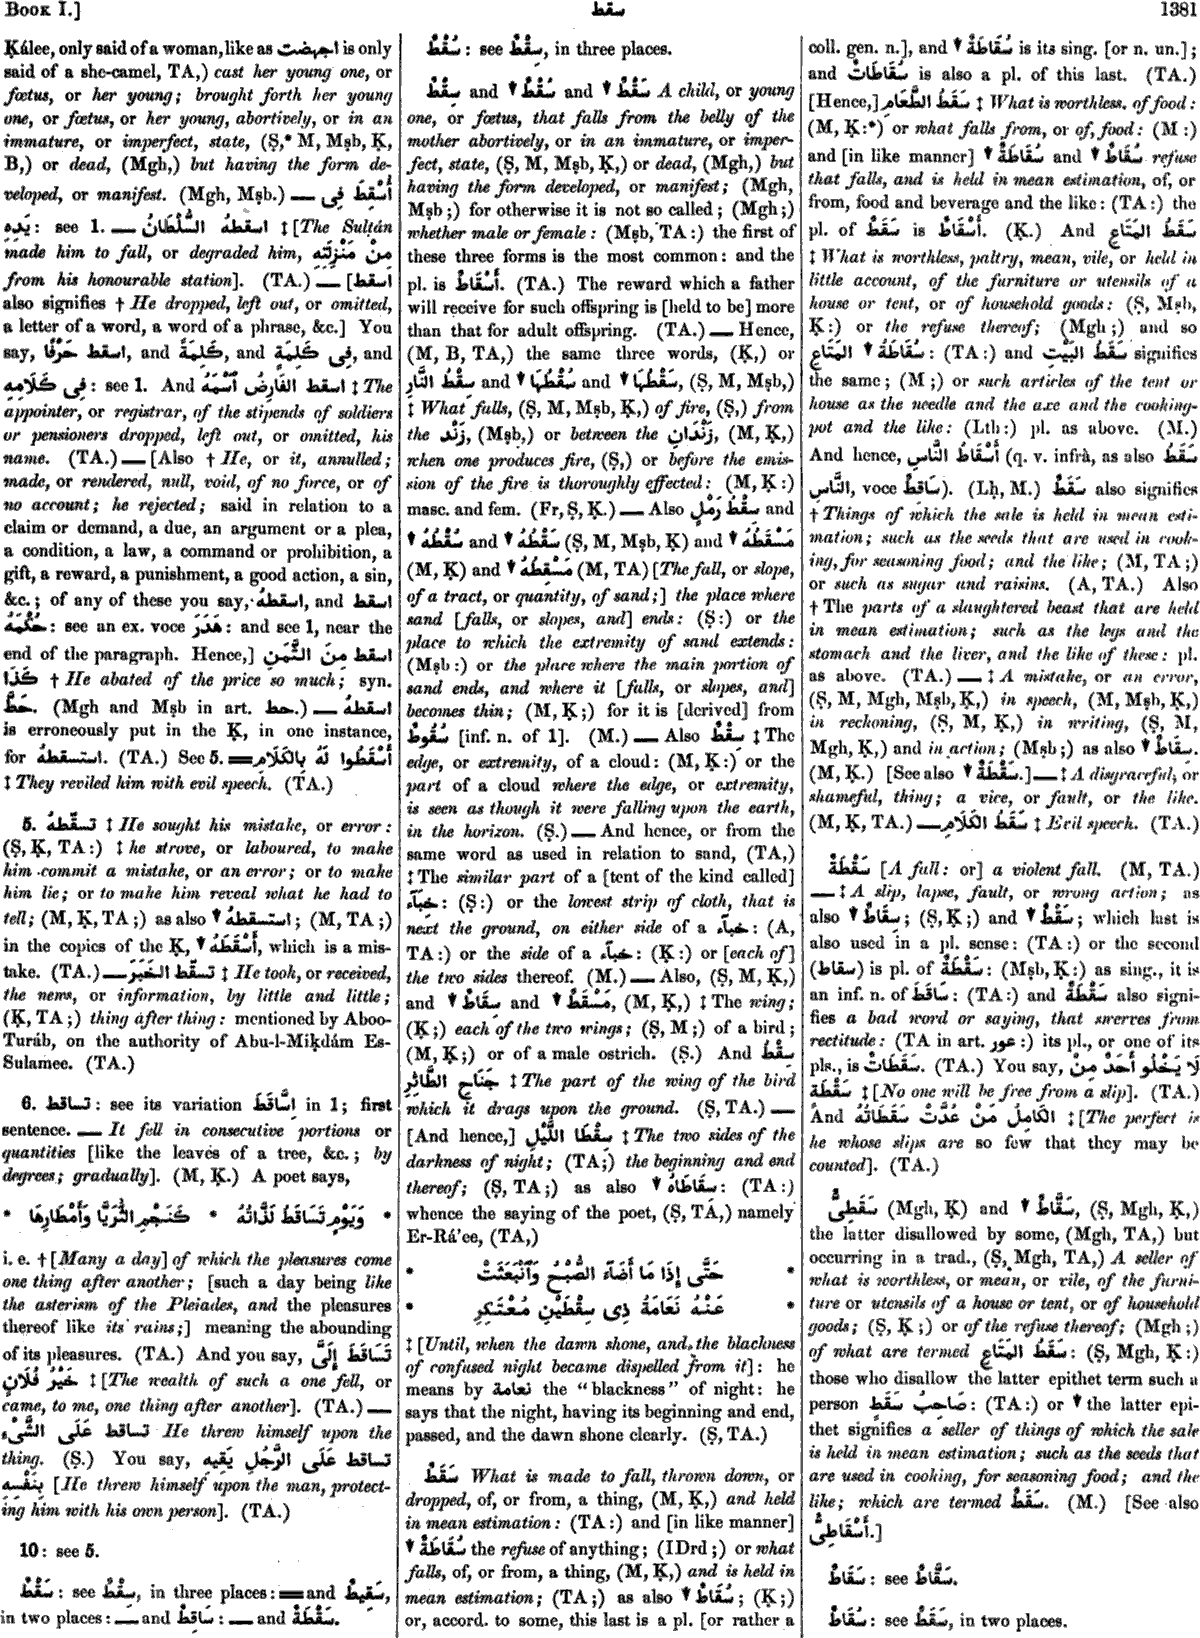 Book I.]
سقط
1381
Ḳálee, only said of a woman, like as اجهضت is only
said of a she-camel, TA,) cast her young one, or
fœtus, or her young; brought forth her young
one, or fœtus, or her young, abortively, or in an
immature, or imperfect, state, (Ṣ,* M, Mṣb, Ḳ,
B,) or dead, (Mgh,) but having the form de-
veloped, or manifest. (Mgh, Mṣb.) — أُسْقِطَ فِى
يَدِهِ: see 1. — اسقطهُ السُّلْطَانُ ‡ [The Sulṭán
made him to fall, or degraded him, مِنْ مَنْزِلَتِهِ
from his honourable station]. (TA.) — [اسقط
also signifies † He dropped, left out, or omitted,
a letter of a word, a word of a phrase, &c.] You
say, اسقط حَرْفًا, and كَلِمَةً, and فِى كَلِمَةٍ, and
فِى كَلَامِهِ: see 1. And اسقط الفَارِضُ ٱسْمَهُ ‡ The
appointer, or registrar, of the stipends of soldiers
or pensioners dropped, left out, or omitted, his
name. (TA.) — [Also † He, or it, annulled;
made, or rendered, null, void, of no force, or of
no account; he rejected; said in relation to a
claim or demand, a due, an argument or a plea,
a condition, a law, a command or prohibition, a
gift, a reward, a punishment, a good action, a sin,
&c.; of any of these you say, اسقطهُ, and اسقط
حُكْمَهُ: see an ex. voce هَدَرَ: and see 1, near the
end of the paragraph. Hence,] اسقط مِنَ الثَّمَنِ
كَذَا † He abated of the price so much; syn.
حَطَّ. (Mgh and Mṣb in art. حط.) — اسقطهُ
is erroneously put in the Ḳ, in one instance,
for استسقطهُ. (TA.) See 5. = أَسْقَطُوا لَهُ بِالكَلَامِ
‡ They reviled him with evil speech. (TA.)
5. تسقّطهُ ‡ He sought his mistake, or error:
(Ṣ, Ḳ, TA:) ‡ he strove, or laboured, to make
him commit a mistake, or an error; or to make
him lie; or to make him reveal what he had to
tell; (M, Ḳ, TA;) as also ▼ استسقطهُ; (M, TA;)
in the copies of the Ḳ, ▼ أَسْقَطَهُ, which is a mis-
take. (TA.) — تسقّط الخَبَرَ ‡ He took, or received,
the news, or information, by little and little;
(Ḳ, TA;) thing after thing: mentioned by Aboo-
Turáb, on the authority of Abu-l-Miḳdám Es-
Sulamee. (TA.)
6. تساقط: see its variation اِسَّاقَطَ in 1; first
sentence. — It fell in consecutive portions or
quantities [like the leaves of a tree, &c.; by
degrees; gradually]. (M, Ḳ.) A poet says,
* وَيَوْمٍ تَسَاقَطَ لَذَّاتُهُ * كَنَجْمِ الثُّرَيَّا وَأَمْطَارِهَا *
i. e. † [Many a day] of which the pleasures come
one thing after another; [such a day being like
the asterism of the Pleiades, and the pleasures
thereof like its rains;] meaning the abounding
of its pleasures. (TA.) And you say, تَسَاقَطَ إِلَىَّ
خَيْرُ فُلَانٍ ‡ [The wealth of such a one fell, or
came, to me, one thing after another]. (TA.) —
تساقط عَلَى الشَّىْءِ He threw himself upon the
thing. (Ṣ.) You say, تساقط عَلَى الرَّجُلِ يَقِيهِ
بِنَفْسِهِ [He threw himself upon the man, protect-
ing him with his own person]. (TA.)
10: see 5.
سَقْطٌ: see سِقْطٌ, in three places: = and سَقِيطٌ,
in two places: — and سَاقِطٌ: — and سَقْطَةٌ.
سُقْطٌ: see سِقْطٌ, in three places.
سِقْطٌ and ▼ سُقْطٌ and ▼ سَقْطٌ A child, or young
one, or fœtus, that falls from the belly of the
mother abortively, or in an immature, or imper-
fect, state, (Ṣ, M, Mṣb, Ḳ,) or dead, (Mgh,) but
having the form developed, or manifest; (Mgh,
Mṣb;) for otherwise it is not so called; (Mgh;)
whether male or female: (Mṣb, TA:) the first of
these three forms is the most common: and the
pl. is أَسْقَاطٌ. (TA.) The reward which a father
will receive for such offspring is [held to be] more
than that for adult offspring. (TA.) — Hence,
(M, B, TA,) the same three words, (Ḳ,) or
سِقْطُ النَّارِ and ▼ سُقْطُهَا and ▼ سَقْطُهَا, (Ṣ, M, Mṣb,)
‡ What falls, (Ṣ, M, Mṣb, Ḳ,) of fire, (Ṣ,) from
the زَنْد, (Mṣb,) or between the زَنْدَانِ, (M, Ḳ,)
when one produces fire, (Ṣ,) or before the emis-
sion of the fire is thoroughly effected: (M, Ḳ:)
masc. and fem. (Fr, Ṣ, Ḳ.) — Also سِقْطُ رَمْلٍ and
▼ سُقْطُهُ and ▼ سَقْطُهُ (Ṣ, M, Mṣb, Ḳ) and ▼ مَسْقَطُهُ
(M, Ḳ) and ▼ مَسْقِطُهُ (M, TA) [The fall, or slope,
of a tract, or quantity, of sand;] the place where
sand [falls, or slopes, and] ends: (Ṣ:) or the
place to which the extremity of sand extends:
(Mṣb:) or the place where the main portion of
sand ends, and where it [falls, or slopes, and]
becomes thin; (M, Ḳ;) for it is [derived] from
سُقُوطٌ [inf. n. of 1]. (M.) — Also سِقْطٌ ‡ The
edge, or extremity, of a cloud: (M, Ḳ:) or the
part of a cloud where the edge, or extremity,
is seen as though it were falling upon the earth,
in the horizon. (Ṣ.) — And hence, or from the
same word as used in relation to sand, (TA,)
‡ The similar part of a [tent of the kind called]
خِبَآء: (Ṣ:) or the lowest strip of cloth, that is
next the ground, on either side of a خباء: (A,
TA:) or the side of a خباء: (Ḳ:) or [each of]
the two sides thereof. (M.) — Also, (Ṣ, M, Ḳ,)
and ▼ سِقَاطٌ and ▼ مَسْقَطٌ, (M, Ḳ,) ‡ The wing;
(Ḳ;) each of the two wings; (Ṣ, M;) of a bird;
(M, Ḳ;) or of a male ostrich. (Ṣ.) And سِقْطُ
جَنَاحِ الطَّائِرِ ‡ The part of the wing of the bird
which it drags upon the ground. (Ṣ, TA.) —
[And hence,] سِقْطَا اللَّيْلِ ‡ The two sides of the
darkness of night; (TA;) the beginning and end
thereof; (Ṣ, TA;) as also ▼ سِقَاطَاهُ: (TA:)
whence the saying of the poet, (Ṣ, TA,) namely
Er-Rá'ee, (TA,)
* حَتَّى إِذَا مَا أَضَآءَ الصُّبْحُ وَٱنْبَعَثَتْ *
* عَنْهُ نَعَامَةُ ذِى سِقْطَيْنِ مُعْتَكِرِ *
‡ [Until, when the dawn shone, and the blackness
of confused night became dispelled from it]: he
means by نعامة the "blackness" of night: he
says that the night, having its beginning and end,
passed, and the dawn shone clearly. (Ṣ, TA.)
سَقَطٌ What is made to fall, thrown down, or
dropped, of, or from, a thing, (M, Ḳ,) and held
in mean estimation: (TA:) and [in like manner]
▼ سُقَاطَةٌ the refuse of anything; (IDrd;) or what
falls, of, or from, a thing, (M, Ḳ,) and is held in
mean estimation; (TA;) as also ▼ سُقَاطٌ; (Ḳ;)
or, accord. to some, this last is a pl. [or rather a
coll. gen. n.], and ▼ سُقَاطَةٌ is its sing. [or n. un.];
and سُقَاطَاتٌ is also a pl. of this last. (TA.)
[Hence,] سَقَطُ الطَّعَامِ ‡ What is worthless, of food:
(M, Ḳ:*) or what falls from, or of, food: (M:)
and [in like manner] ▼ سُقَاطَةٌ and ▼ سُقَاطٌ refuse
that falls, and is held in mean estimation, of, or
from, food and beverage and the like: (TA:) the
pl. of سَقَطٌ is أَسْقَاطٌ. (Ḳ.) And سَقَطُ المَتَاعِ
‡ What is worthless, paltry, mean, vile, or held in
little account, of the furniture or utensils of a
house or tent, or of household goods: (Ṣ, Mṣb,
Ḳ:) or the refuse thereof; (Mgh;) and so
▼ سُقَاطَةُ المَتَاعِ: (TA:) and سَقَطُ البَيْتِ signifies
the same; (M;) or such articles of the tent or
house as the needle and the axe and the cooking-
pot and the like: (Lth:) pl. as above. (M.)
And hence, أَسْقَاطُ النَّاسِ (q. v. infrà, as also سَقَطُ
النَّاسِ, voce سَاقِطٌ). (Lḥ, M.) سَقَطٌ also signifies
† Things of which the sale is held in mean esti-
mation; such as the seeds that are used in cook-
ing, for seasoning food; and the like; (M, TA;)
or such as sugar and raisins. (A, TA.) Also
† The parts of a slaughtered beast that are held
in mean estimation; such as the legs and the
stomach and the liver, and the like of these: pl.
as above. (TA.) — ‡ A mistake, or an error,
(Ṣ, M, Mgh, Mṣb, Ḳ,) in speech, (M, Mṣb, Ḳ,)
in reckoning, (Ṣ, M, Ḳ,) in writing, (Ṣ, M,
Mgh, Ḳ,) and in action; (Mṣb;) as also ▼ سِقَاطٌ.
(M, Ḳ.) [See also ▼ سَقْطَةٌ.] — ‡ A disgraceful, or
shameful, thing; a vice, or fault, or the like.
(M, Ḳ, TA.) — سَقَطُ الكَلَامِ ‡ Evil speech. (TA.)
سَقْطَةٌ [A fall: or] a violent fall. (M, TA.)
— ‡ A slip, lapse, fault, or wrong action; as
also ▼ سِقَاطٌ; (Ṣ, Ḳ;) and ▼ سَقْطٌ; which last is
also used in a pl. sense: (TA:) or the second
(سقاط) is pl. of سَقْطَةٌ: (Mṣb, Ḳ:) as sing., it is
an inf. n. of سَاقَطَ: (TA:) and سَقْطَةٌ also signi-
fies a bad word or saying, that swerves from
rectitude: (TA in art. عور:) its pl., or one of its
pls., is سَقَطَاتٌ. (TA.) You say, لَا يَخْلُو أَحَدٌ مِنْ
سَقْطَة ‡ [No one will be free from a slip]. (TA.)
And الكَامِلُ مَنْ عُدَّتْ سَقَطَاتُهُ ‡ [The perfect is
he whose slips are so few that they may be
counted]. (TA.)
سَقَطِىٌّ (Mgh, Ḳ) and ▼ سَقَّاطٌ, (Ṣ, Mgh, Ḳ,)
the latter disallowed by some, (Mgh, TA,) but
occurring in a trad., (Ṣ, Mgh, TA,) A seller of
what is worthless, or mean, or vile, of the furni-
ture or utensils of a house or tent, or of household
goods; (Ṣ, Ḳ;) or of the refuse thereof; (Mgh;)
of what are termed سَقَطُ المَتَاعِ: (Ṣ, Mgh, Ḳ:)
those who disallow the latter epithet term such a
person صَاحِبُ سَقَطٍ: (TA:) or ▼ the latter epi-
thet signifies a seller of things of which the sale
is held in mean estimation; such as the seeds that
are used in cooking, for seasoning food; and the
like; which are termed سَقَطٌ. (M.) [See also
أَسْقَاطِىٌّ.]
سَقَاطٌ: see سَقَّاطٌ.
سُقَاطٌ: see سَقَطٌ, in two places.